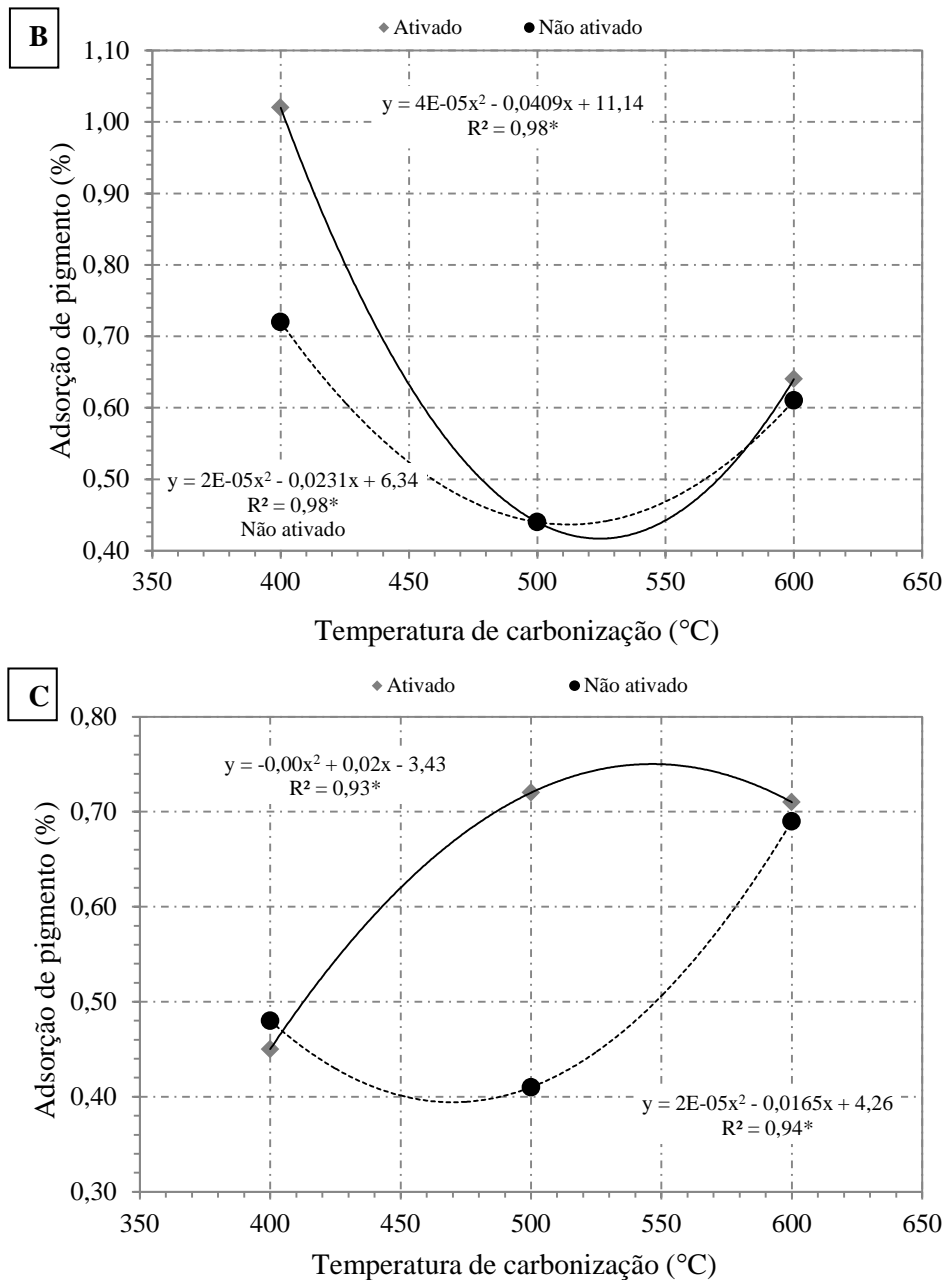 B
Ativado Não ativado
1,10
1,00
0,90
0,80
0,70
0,60
0,50
0,40
Adsorção de pigmento (%)
y = 4E-05x² - 0,0409x + 11,14
R² = 0,98*
y = 2E-05x² - 0,0231x + 6,34
R² = 0,98*
Não ativado
350 400 450 500 550 600 650
Temperatura de carbonização (°C)
C
Ativado Não ativado
0,80
0,70
0,60
0,50
0,40
0,30
Adsorção de pigmento (%)
y = -0,00x² + 0,02x - 3,43
R² = 0,93*
y = 2E-05x² - 0,0165x + 4,26
R² = 0,94*
350 400 450 500 550 600 650
Temperatura de carbonização (°C)